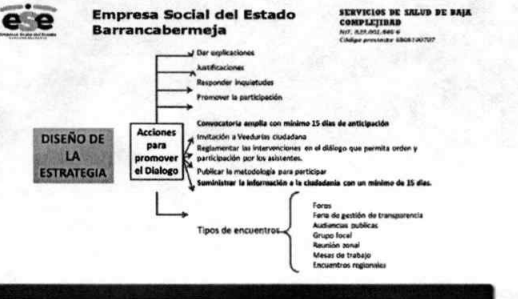 ese
Empresa Social del Estado
Barrancabermeja
SERVICIOS DE SALUD DE BAJA
COMPLEJIDAD
Dar explicaciones
Justificaciones
Responder inquietudes
Promover la participación
Convocatoria amplia con mínimo 15 días de anticipación
Invitación a Veedurías ciudadana
Reglamentar las intervenciones en el diálogo que permita orden y
participación por los asistentes.
Publicar la metodología para participar
Suministrar la información a la ciudadanía con un mínimo de 15 días.
DISEÑO DE
LA
ESTRATEGIA
Acciones
para
promover
el Dialogo
Tipos de encuentros
Foros
Feria de gestión de transparencia
Audiencias publicas
Grupo focal
Reunión zonal
Mesas de trabajo
Encuentros regionales